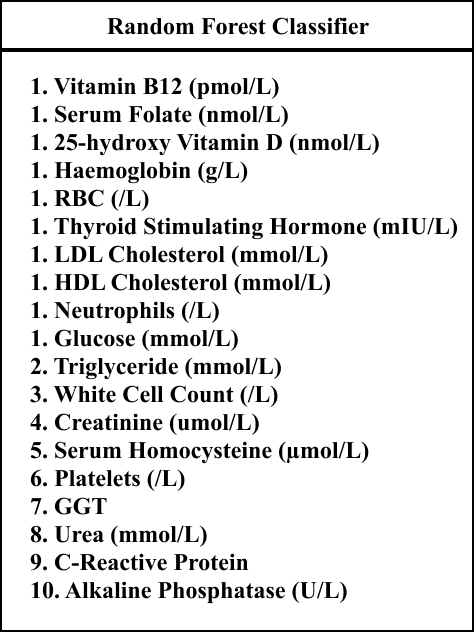 Random Forest Classifier
1. Vitamin B12 (pmol/L)
1. Serum Folate (nmol/L)
1. 25-hydroxy Vitamin D (nmol/L)
1. Haemoglobin (g/L)
1. RBC (/L)
1. Thyroid Stimulating Hormone (mIU/L)
1. LDL Cholesterol (mmol/L)
1. HDL Cholesterol (mmol/L)
1. Neutrophils (/L)
1. Glucose (mmol/L)
2. Triglyceride (mmol/L)
3. White Cell Count (/L)
4. Creatinine (umol/L)
5. Serum Homocysteine (µmol/L)
6. Platelets (/L)
7. GGT
8. Urea (mmol/L)
9. C-Reactive Protein
10. Alkaline Phosphatase (U/L)